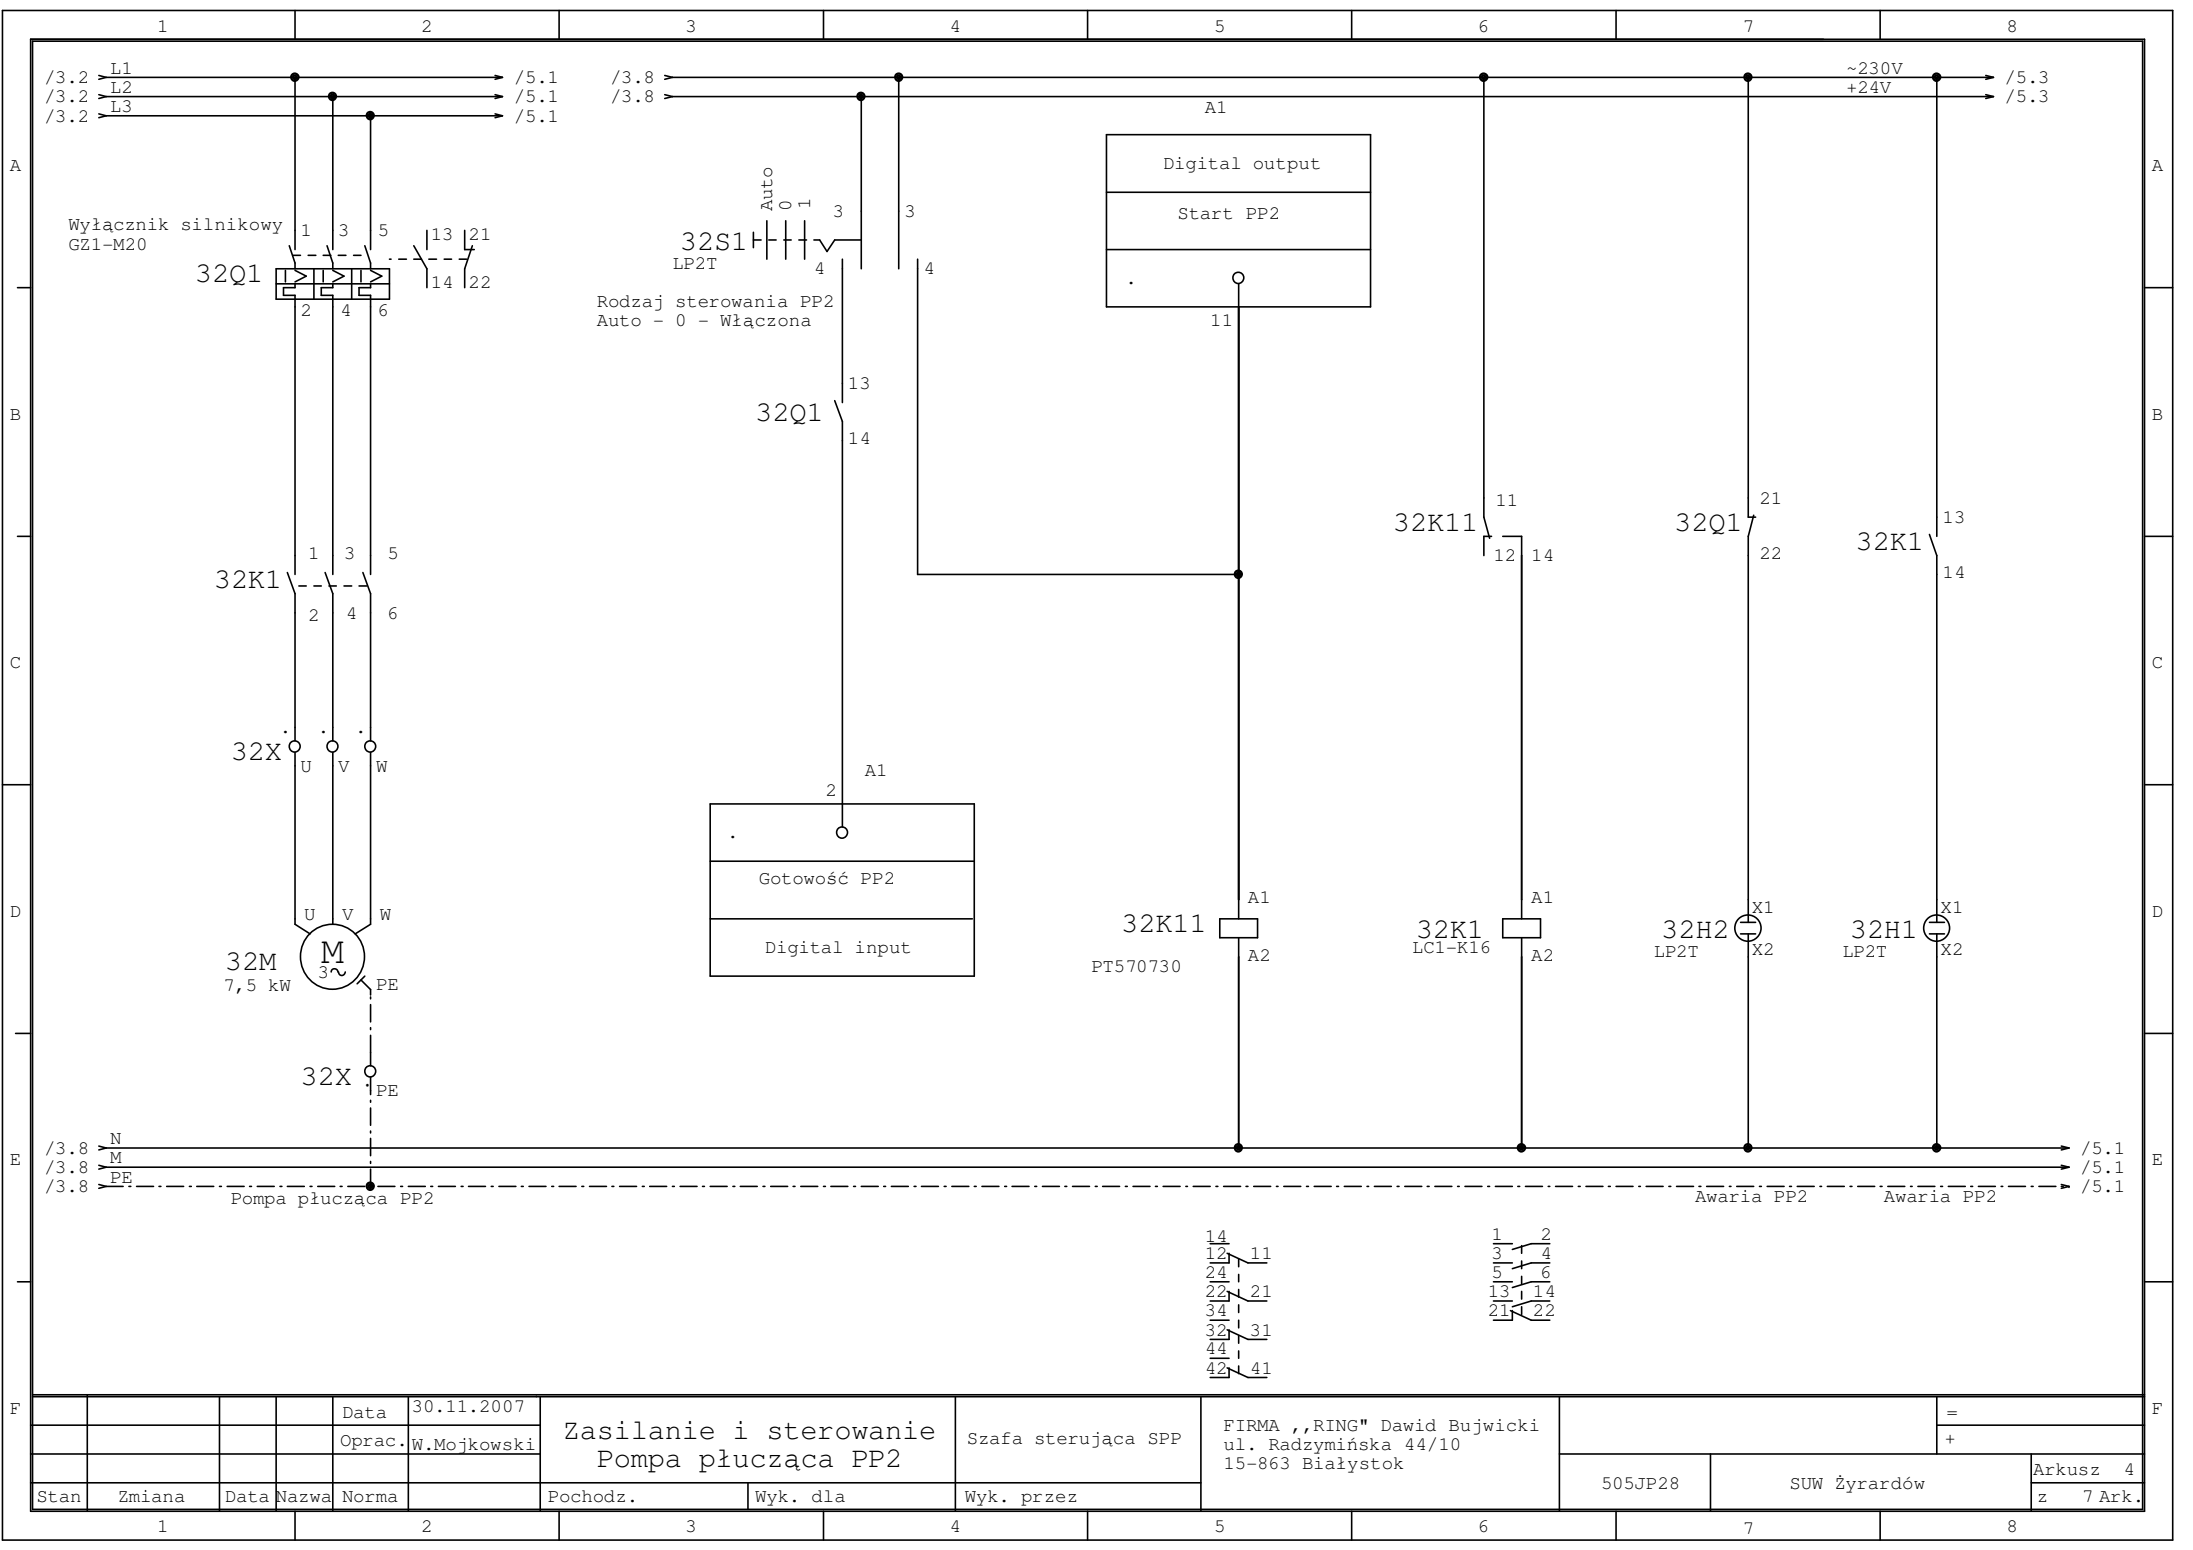 1 2 3 4 5 6 7 8
/3.2 L1 /5.1 /3.8 ~230V /5.3
/3.2 L2 /5.1 /3.8 +24V /5.3
/3.2 L3 /5.1
A1
A A
Digital output
Start PP2
.
11
Auto
0
1
3 3
32S1
LP2T
4 4
Rodzaj sterowania PP2
Auto - 0 - Włączona
Wyłącznik silnikowy
GZ1-M20
1 3 5 13 21
32Q1
14 22
2 4 6
13
B 32Q1 B
14
11
32K11
12 14
21
32Q1
22
13
32K1
14
1 3 5
32K1
2 4 6
C C
. . .
32X
U V W
A1
2
.
Gotowość PP2
Digital input
D D
U V W
32M
7,5 kW
M
3~
PE
A1
32K11
A2
PT570730
A1
32K1
LC1-K16
A2
X1
32H2
LP2T
X2
X1
32H1
LP2T
X2
32X
.
PE
/3.8 N /5.1
E /3.8 M /5.1 E
/3.8 PE /5.1
Pompa płucząca PP2 Awaria PP2 Awaria PP2
14
12 11
24
22 21
34
32 31
44
42 41
1 2
3 4
5 6
13 14
21 22
F F
Data 30.11.2007
Oprac. W.Mojkowski
Stan Zmiana Data Nazwa Norma
Zasilanie i sterowanie
Pompa płucząca PP2
Pochodz. Wyk. dla
Szafa sterująca SPP
Wyk. przez
FIRMA ,,RING" Dawid Bujwicki
ul. Radzymińska 44/10
15-863 Białystok
505JP28
SUW Żyrardów
=
+
Arkusz 4
z 7 Ark.
1 2 3 4 5 6 7 8